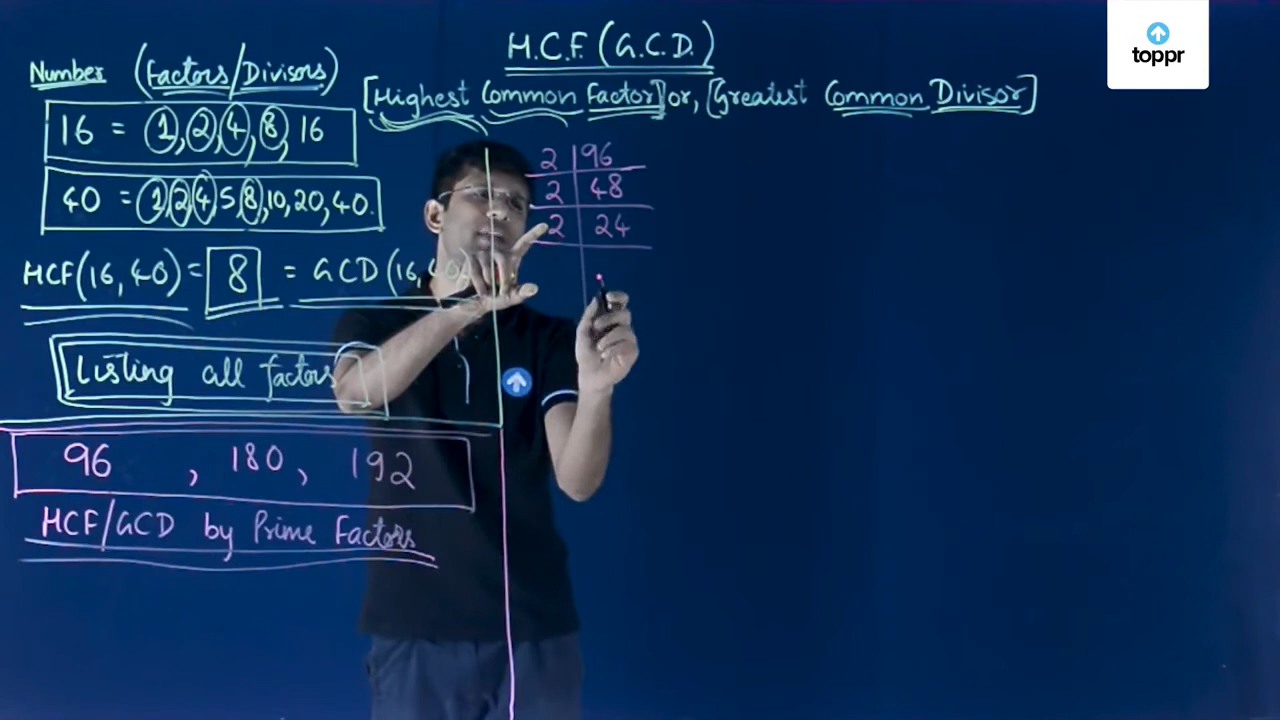 H.C.F. (G.C.D.)
[Highest Common Factor] or, [Greatest Common Divisor]
Number (Factors/Divisors)
16 = 1, 2, 4, 8, 16
40 = 1, 2, 4, 5, 8, 10, 20, 40.
HCF(16, 40) = 8 = GCD (16, 40)
Listing all factors
96 , 180, 192
HCF/GCD by Prime Factors
2 96
2 48
2 24
toppr